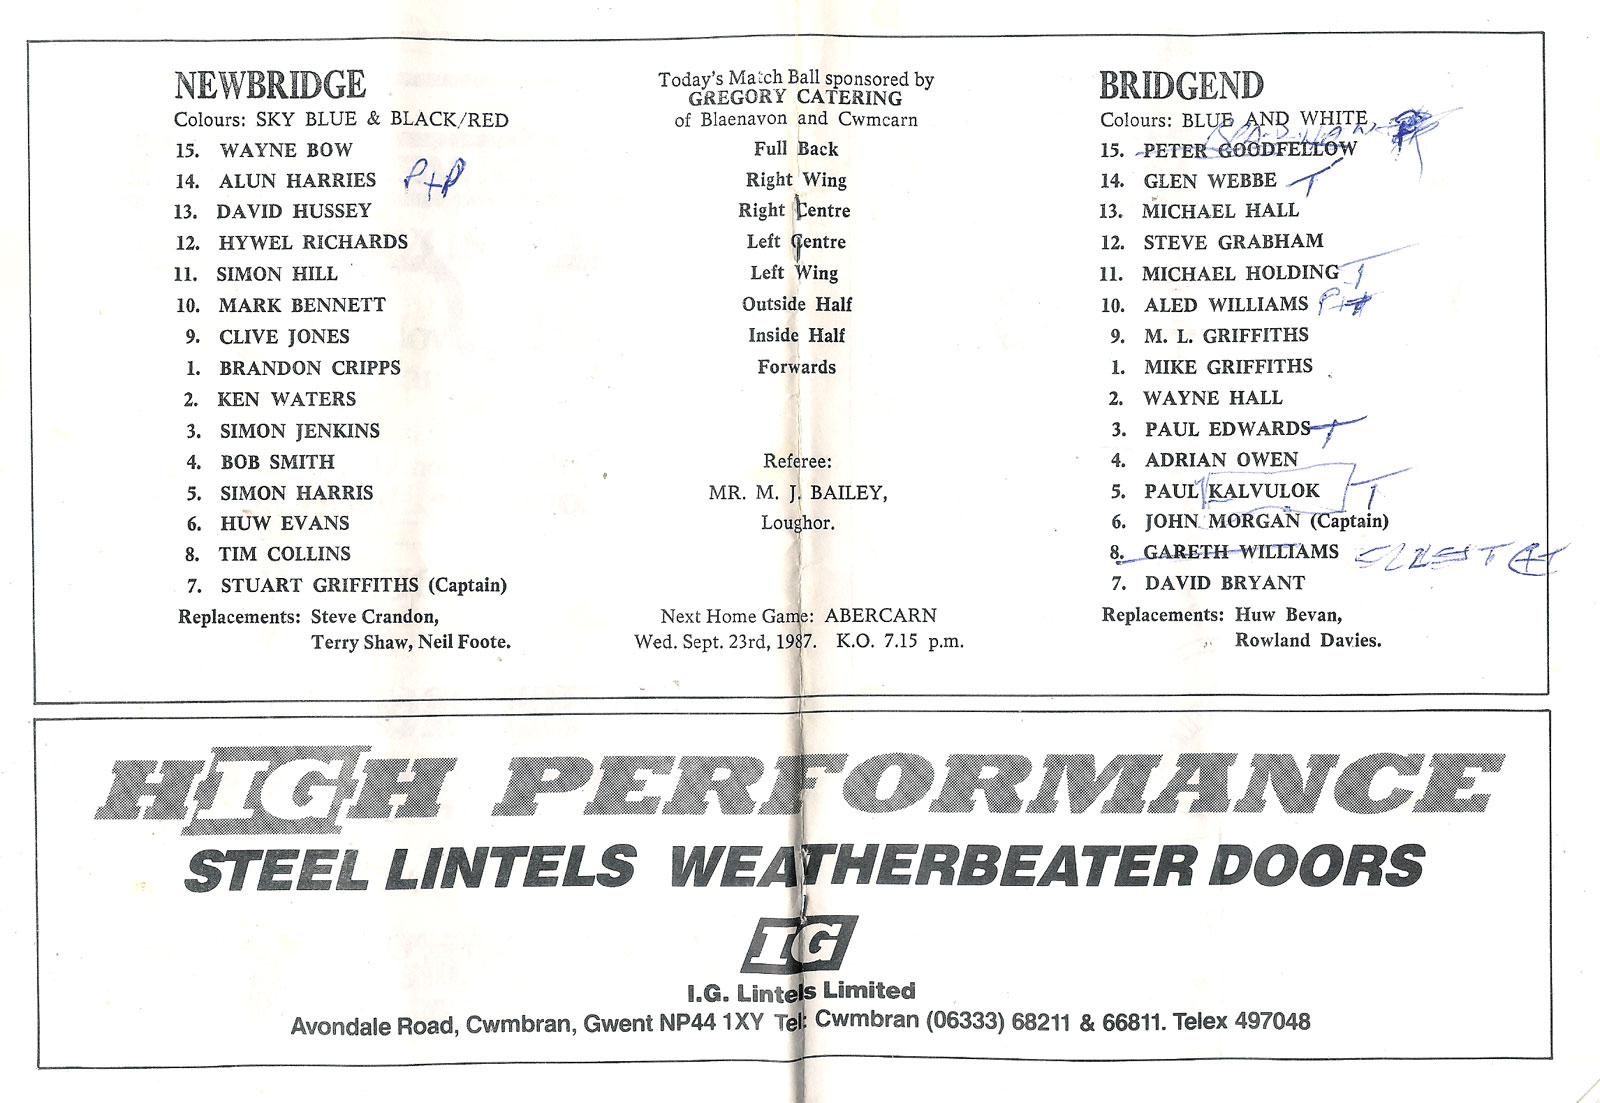 NEWBRIDGE
Colours: SKY BLUE & BLACK/RED
15. WAYNE BOW
14. ALUN HARRIES P+P
13. DAVID HUSSEY
12. HYWEL RICHARDS
11. SIMON HILL
10. MARK BENNETT
9. CLIVE JONES
1. BRANDON CRIPPS
2. KEN WATERS
3. SIMON JENKINS
4. BOB SMITH
5. SIMON HARRIS
6. HUW EVANS
8. TIM COLLINS
7. STUART GRIFFITHS (Captain)
Replacements: Steve Crandon,
Terry Shaw, Neil Foote.
Today's Match Ball sponsored by
GREGORY CATERING
of Blaenavon and Cwmcarn
Full Back
Right Wing
Right Centre
Left Centre
Left Wing
Outside Half
Inside Half
Forwards
Referee:
MR. M. J. BAILEY,
Loughor.
Next Home Game: ABERCARN
Wed. Sept. 23rd, 1987. K.O. 7.15 p.m.
BRIDGEND
Colours: BLUE AND WHITE
15. PETER GOODFELLOW
14. GLEN WEBBE T
13. MICHAEL HALL
12. STEVE GRABHAM
11. MICHAEL HOLDING T
10. ALED WILLIAMS
9. M. L. GRIFFITHS
1. MIKE GRIFFITHS
2. WAYNE HALL
3. PAUL EDWARDS T
4. ADRIAN OWEN
5. PAUL KALVULOK T
6. JOHN MORGAN (Captain)
8. GARETH WILLIAMS
7. DAVID BRYANT
Replacements: Huw Bevan,
Rowland Davies.
HIGH PERFORMANCE
STEEL LINTELS WEATHERBEATER DOORS
IG
I.G. Lintels Limited
Avondale Road, Cwmbran, Gwent NP44 1XY Tel: Cwmbran (06333) 68211 & 66811. Telex 497048